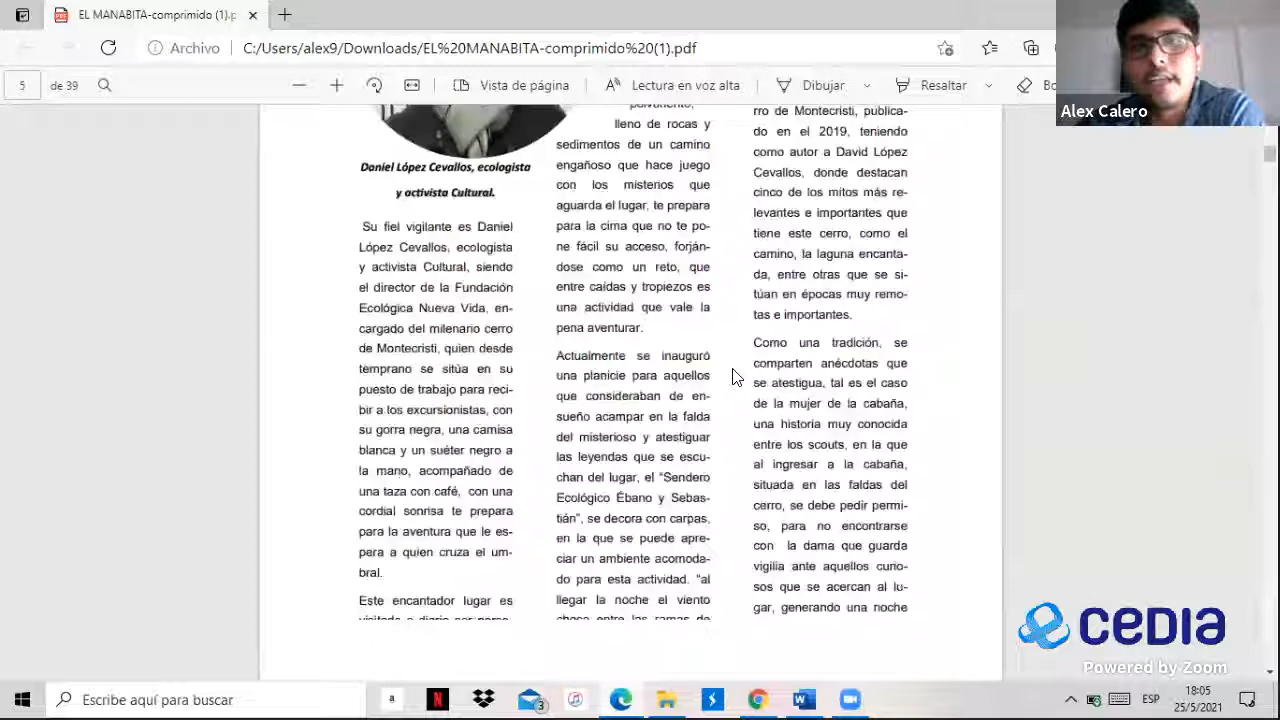 EL MANABITA-comprimido (1).p
Archivo
C:/Users/alex9/Downloads/EL%20MANABITA-comprimido%20(1).pdf
5 de 39
Vista de página
Lectura en voz alta
Dibujar
Resaltar
Bo
Alex Calero
Daniel López Cevallos, ecologista
y activista Cultural.
Su fiel vigilante es Daniel
López Cevallos, ecologista
y activista Cultural, siendo
el director de la Fundación
Ecológica Nueva Vida, en-
cargado del milenario cerro
de Montecristi, quien desde
temprano se sitúa en su
puesto de trabajo para reci-
bir a los excursionistas, con
su gorra negra, una camisa
blanca y un suéter negro a
la mano, acompañado de
una taza con café, con una
cordial sonrisa te prepara
para la aventura que le es-
pera a quien cruza el um-
bral.
Este encantador lugar es
lleno de rocas y
sedimentos de un camino
engañoso que hace juego
con los misterios que
aguarda el lugar, te prepara
para la cima que no te po-
ne fácil su acceso, forján-
dose como un reto, que
entre caídas y tropiezos es
una actividad que vale la
pena aventurar.
Actualmente se inauguró
una planicie para aquellos
que consideraban de en-
sueño acampar en la falda
del misterioso y atestiguar
las leyendas que se escu-
chan del lugar, el “Sendero
Ecológico Ébano y Sebas-
tián”, se decora con carpas,
en la que se puede apre-
ciar un ambiente acomoda-
do para esta actividad. “al
llegar la noche el viento
choca entre las ramas de
rro de Montecristi, publica-
do en el 2019, teniendo
como autor a David López
Cevallos, donde destacan
cinco de los mitos más re-
levantes e importantes que
tiene este cerro, como el
camino, la laguna encanta-
da, entre otras que se si-
túan en épocas muy remo-
tas e importantes.
Como una tradición, se
comparten anécdotas que
se atestigua, tal es el caso
de la mujer de la cabaña,
una historia muy conocida
entre los scouts, en la que
al ingresar a la cabaña,
situada en las faldas del
cerro, se debe pedir permi-
so, para no encontrarse
con la dama que guarda
vigilia ante aquellos curio-
sos que se acercan al lu-
gar, generando una noche
cedia
Powered by Zoom
Escribe aquí para buscar
a
3
ESP
18:05
25/5/2021